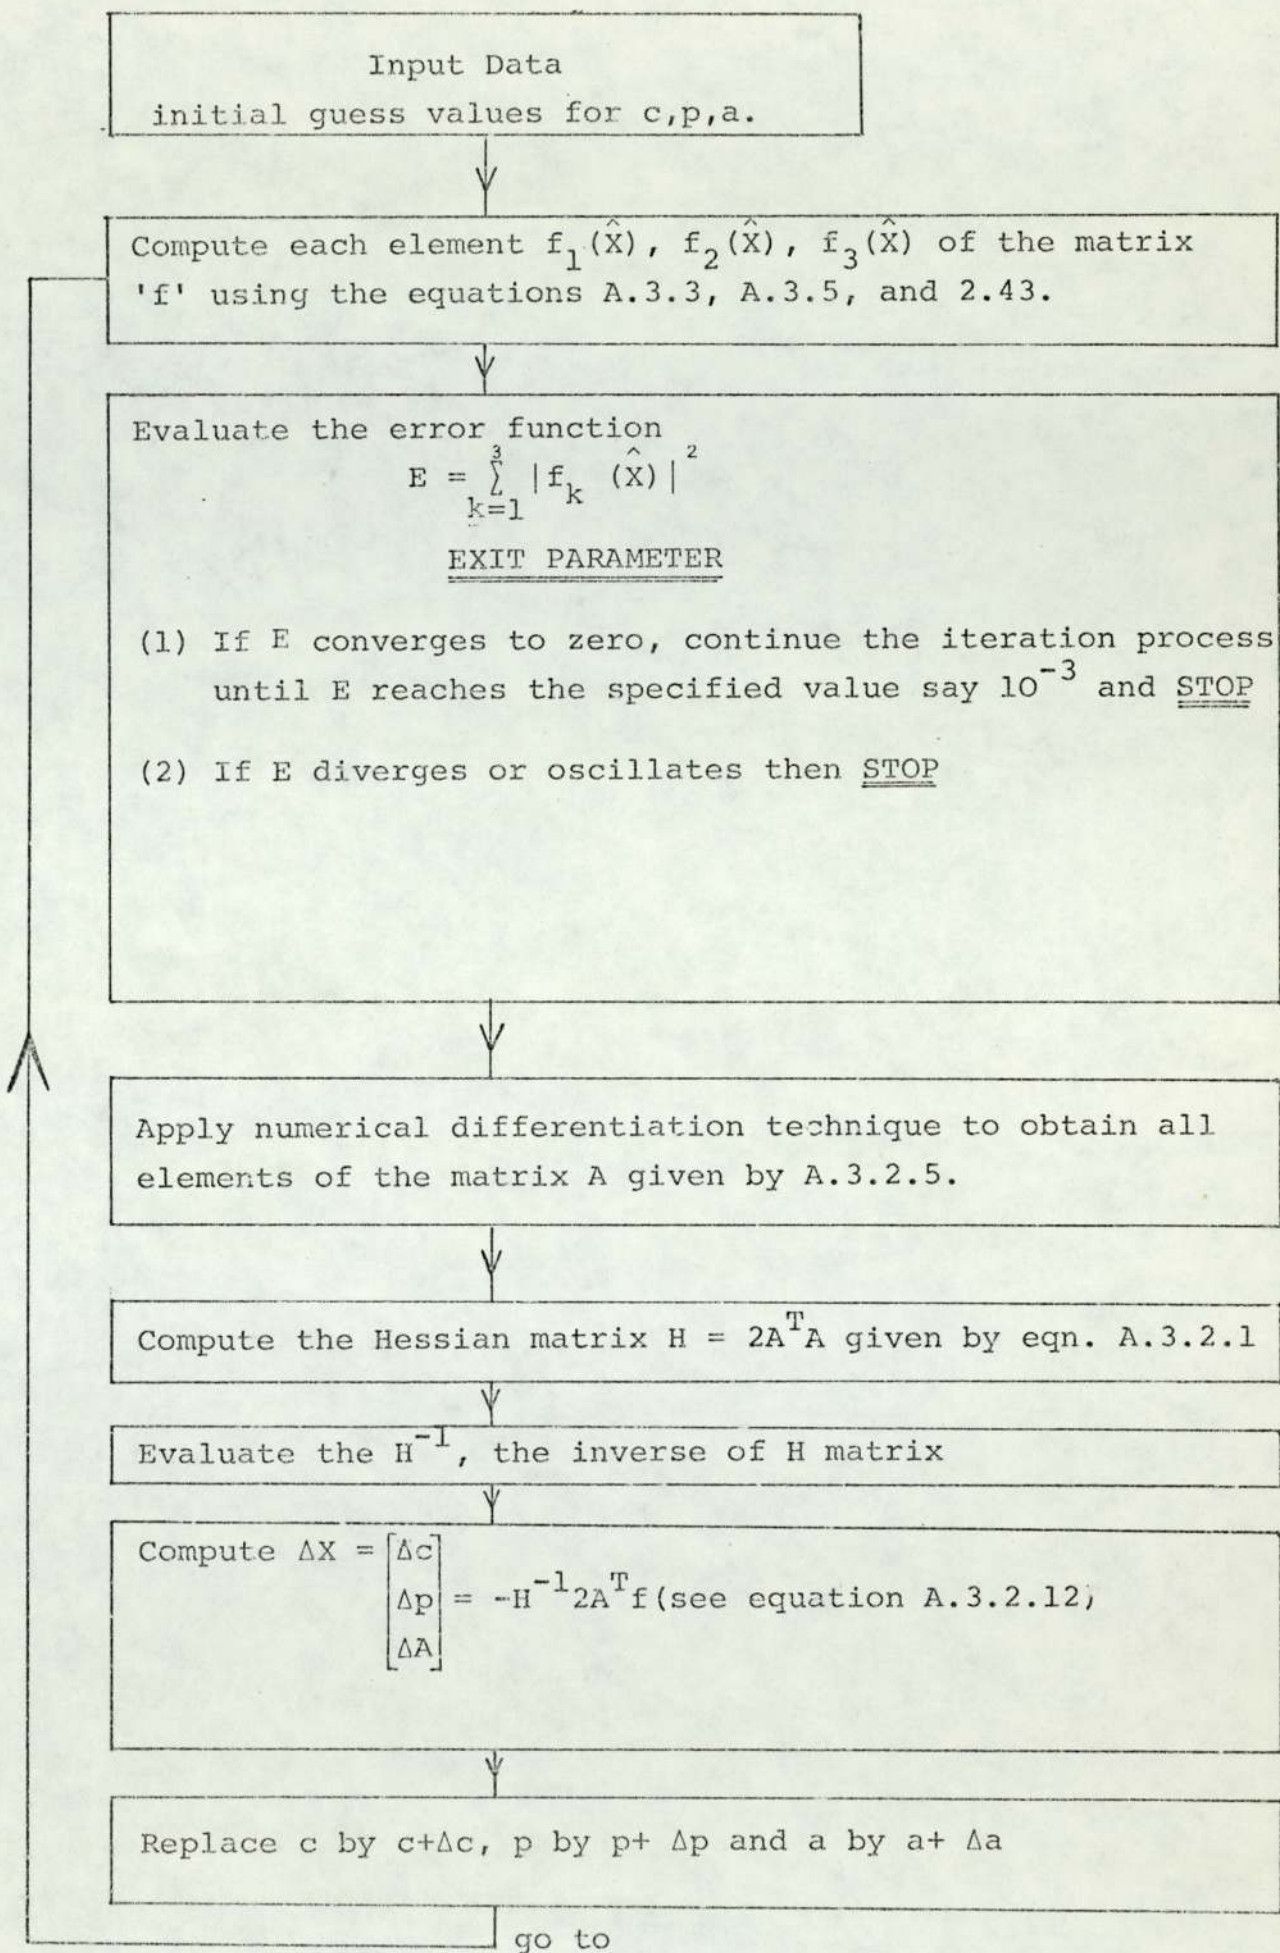 Input Data
initial guess values for c,p,a.
Compute each element f₁(X̂), f₂(X̂), f₃(X̂) of the matrix
'f' using the equations A.3.3, A.3.5, and 2.43.
Evaluate the error function
E = Σ³ₖ₌₁ |fₖ (X̂)|²
EXIT PARAMETER
(1) If E converges to zero, continue the iteration process
until E reaches the specified value say 10⁻³ and STOP
(2) If E diverges or oscillates then STOP
Apply numerical differentiation technique to obtain all
elements of the matrix A given by A.3.2.5.
Compute the Hessian matrix H = 2AᵀA given by eqn. A.3.2.1
Evaluate the H⁻¹, the inverse of H matrix
Compute ΔX = [Δc
Δp = -H⁻¹2Aᵀf(see equation A.3.2.12)
ΔA]
Replace c by c+Δc, p by p+ Δp and a by a+ Δa
go to